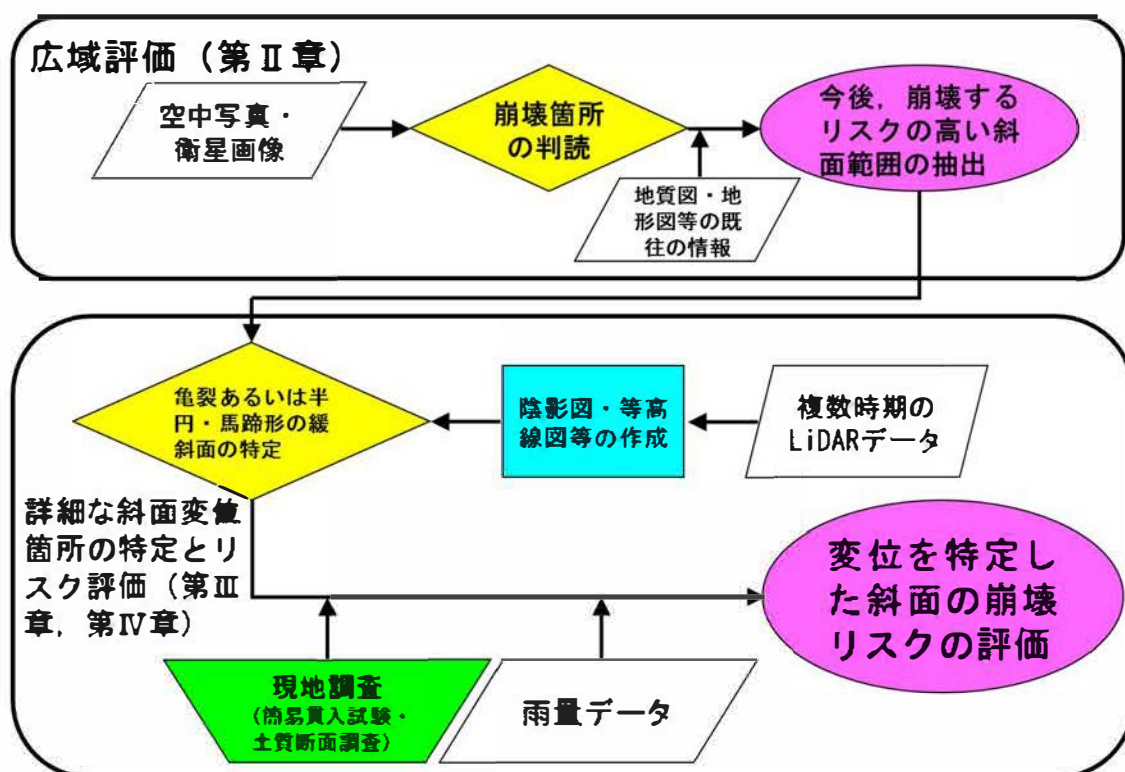 広域評価（第Ⅱ章）
空中写真・
衛星画像
崩壊箇所
の判読
今後，崩壊する
リスクの高い斜
面範囲の抽出
地質図・地
形図等の既
往の情報
亀裂あるいは半
円・馬蹄形の緩
斜面の特定
陰影図・等高
線図等の作成
複数時期の
LiDARデータ
詳細な斜面変位
箇所の特定とリ
スク評価（第Ⅲ
章，第Ⅳ章）
変位を特定し
た斜面の崩壊
リスクの評価
現地調査
（簡易貫入試験・
土質断面調査）
雨量データ